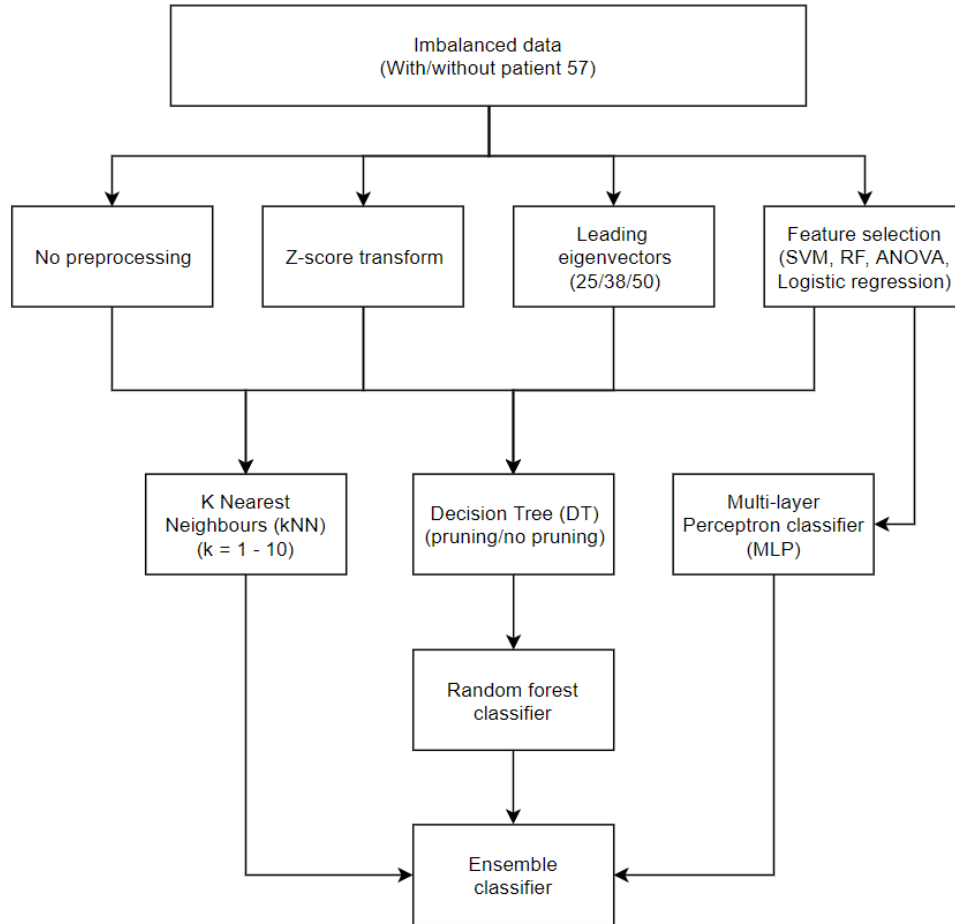 Imbalanced data
(With/without patient 57)
No preprocessing
Z-score transform
Leading
eigenvectors
(25/38/50)
Feature selection
(SVM, RF, ANOVA,
Logistic regression)
K Nearest
Neighbours (kNN)
(k = 1 - 10)
Decision Tree (DT)
(pruning/no pruning)
Multi-layer
Perceptron classifier
(MLP)
Random forest
classifier
Ensemble
classifier